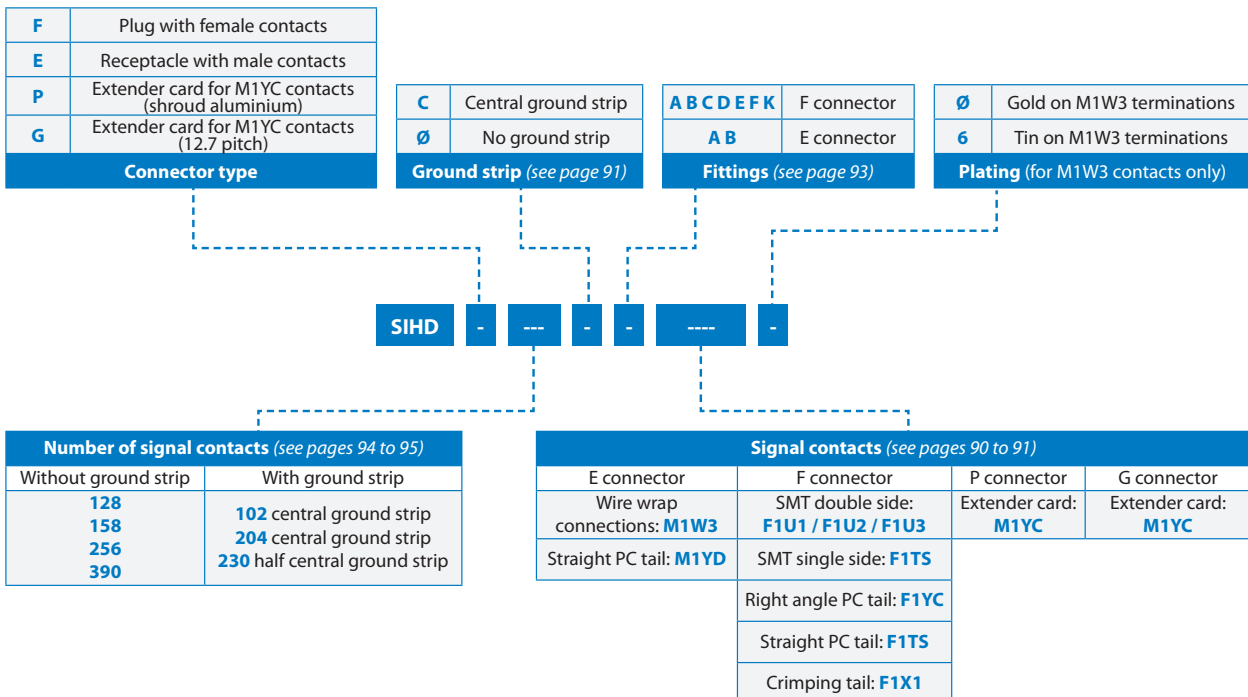 F Plug with female contacts
E Receptacle with male contacts
P Extender card for M1YC contacts
(shroud aluminium)
G Extender card for M1YC contacts
(12.7 pitch)
Connector type
C Central ground strip
Ø No ground strip
Ground strip (see page 91)
A B C D E F K F connector
A B E connector
Fittings (see page 93)
Ø Gold on M1W3 terminations
6 Tin on M1W3 terminations
Plating (for M1W3 contacts only)
SIHD - --- - - ---- -
Number of signal contacts (see pages 94 to 95)
Without ground strip With ground strip
128
158
256
390
102 central ground strip
204 central ground strip
230 half central ground strip
Signal contacts (see pages 90 to 91)
E connector F connector P connector G connector
Wire wrap
connections: M1W3
SMT double side:
F1U1 / F1U2 / F1U3
Extender card:
M1YC
Extender card:
M1YC
Straight PC tail: M1YD SMT single side: F1TS
Right angle PC tail: F1YC
Straight PC tail: F1TS
Crimping tail: F1X1